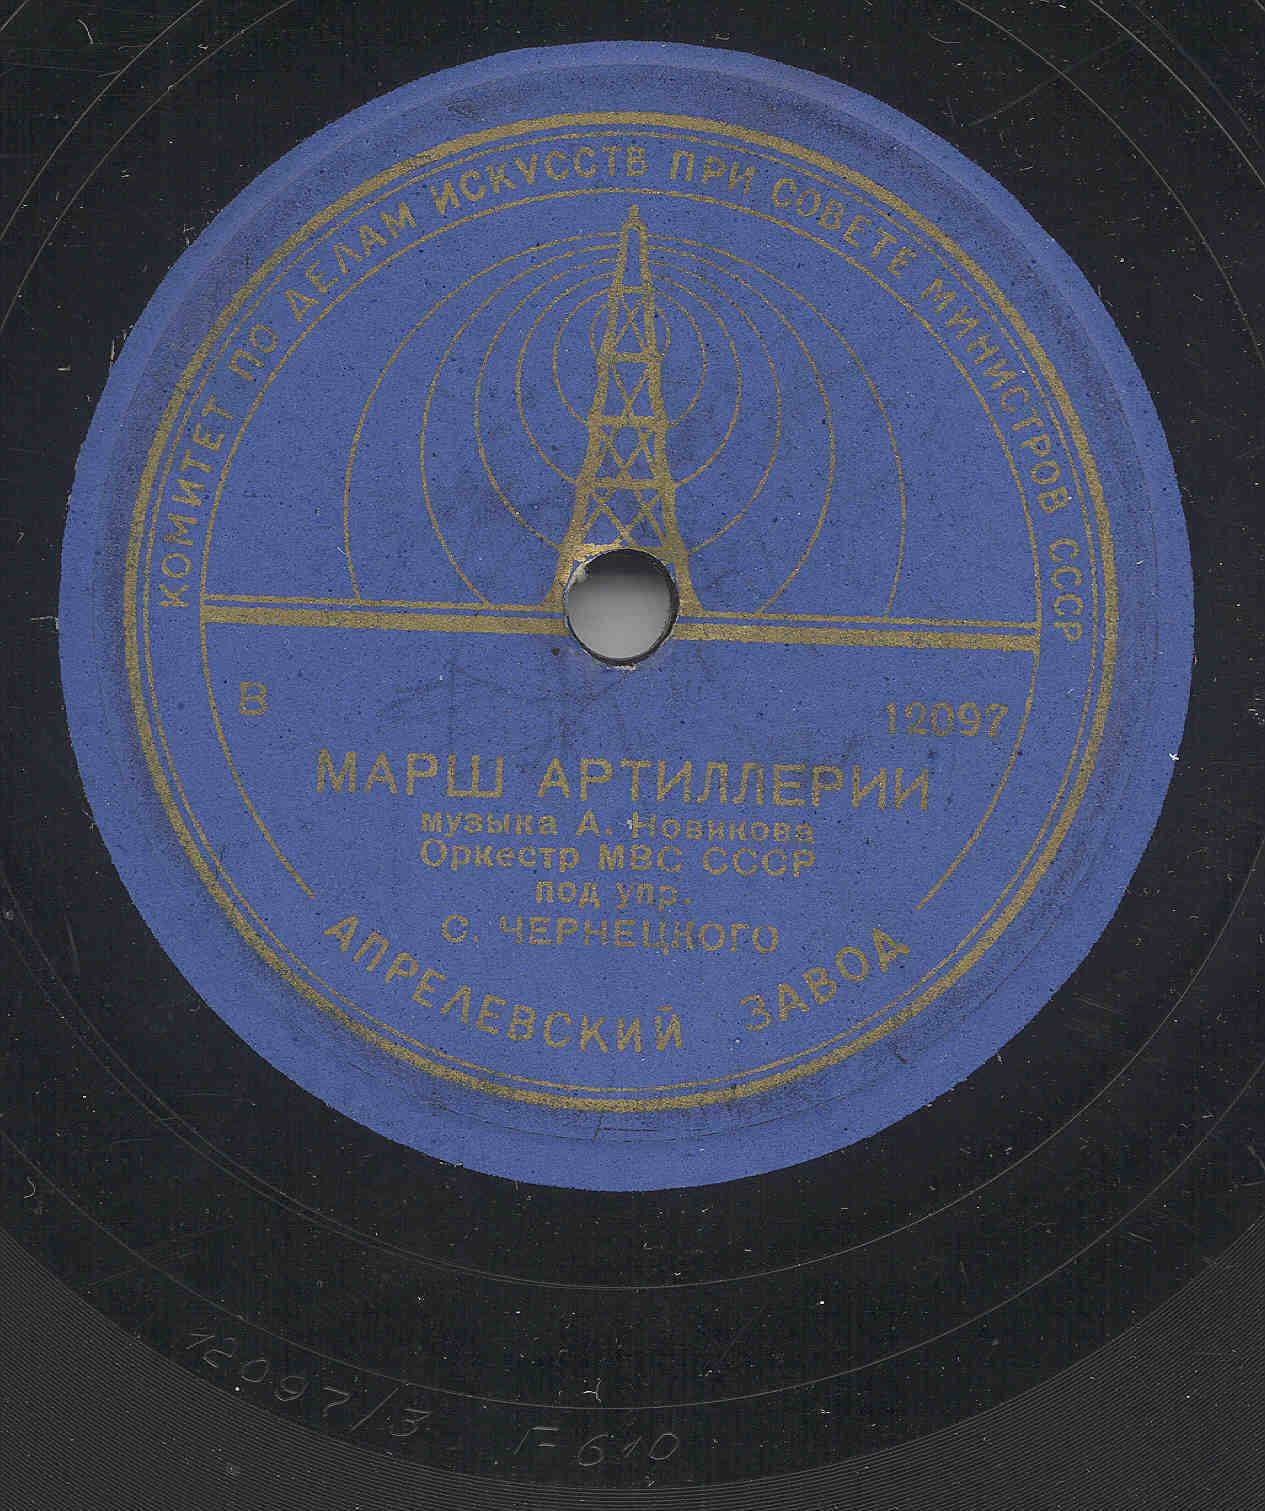 КОМИТЕТ ПО ДЕЛАМ ИСКУССТВ ПРИ СОВЕТЕ МИНИСТРОВ СССР
В 12097
МАРШ АРТИЛЛЕРИИ
музыка А. Новикова
Оркестр МВС СССР
под упр.
С. ЧЕРНЕЦКОГО
АПРЕЛЕВСКИЙ ЗАВОД
12097/3 Г-610